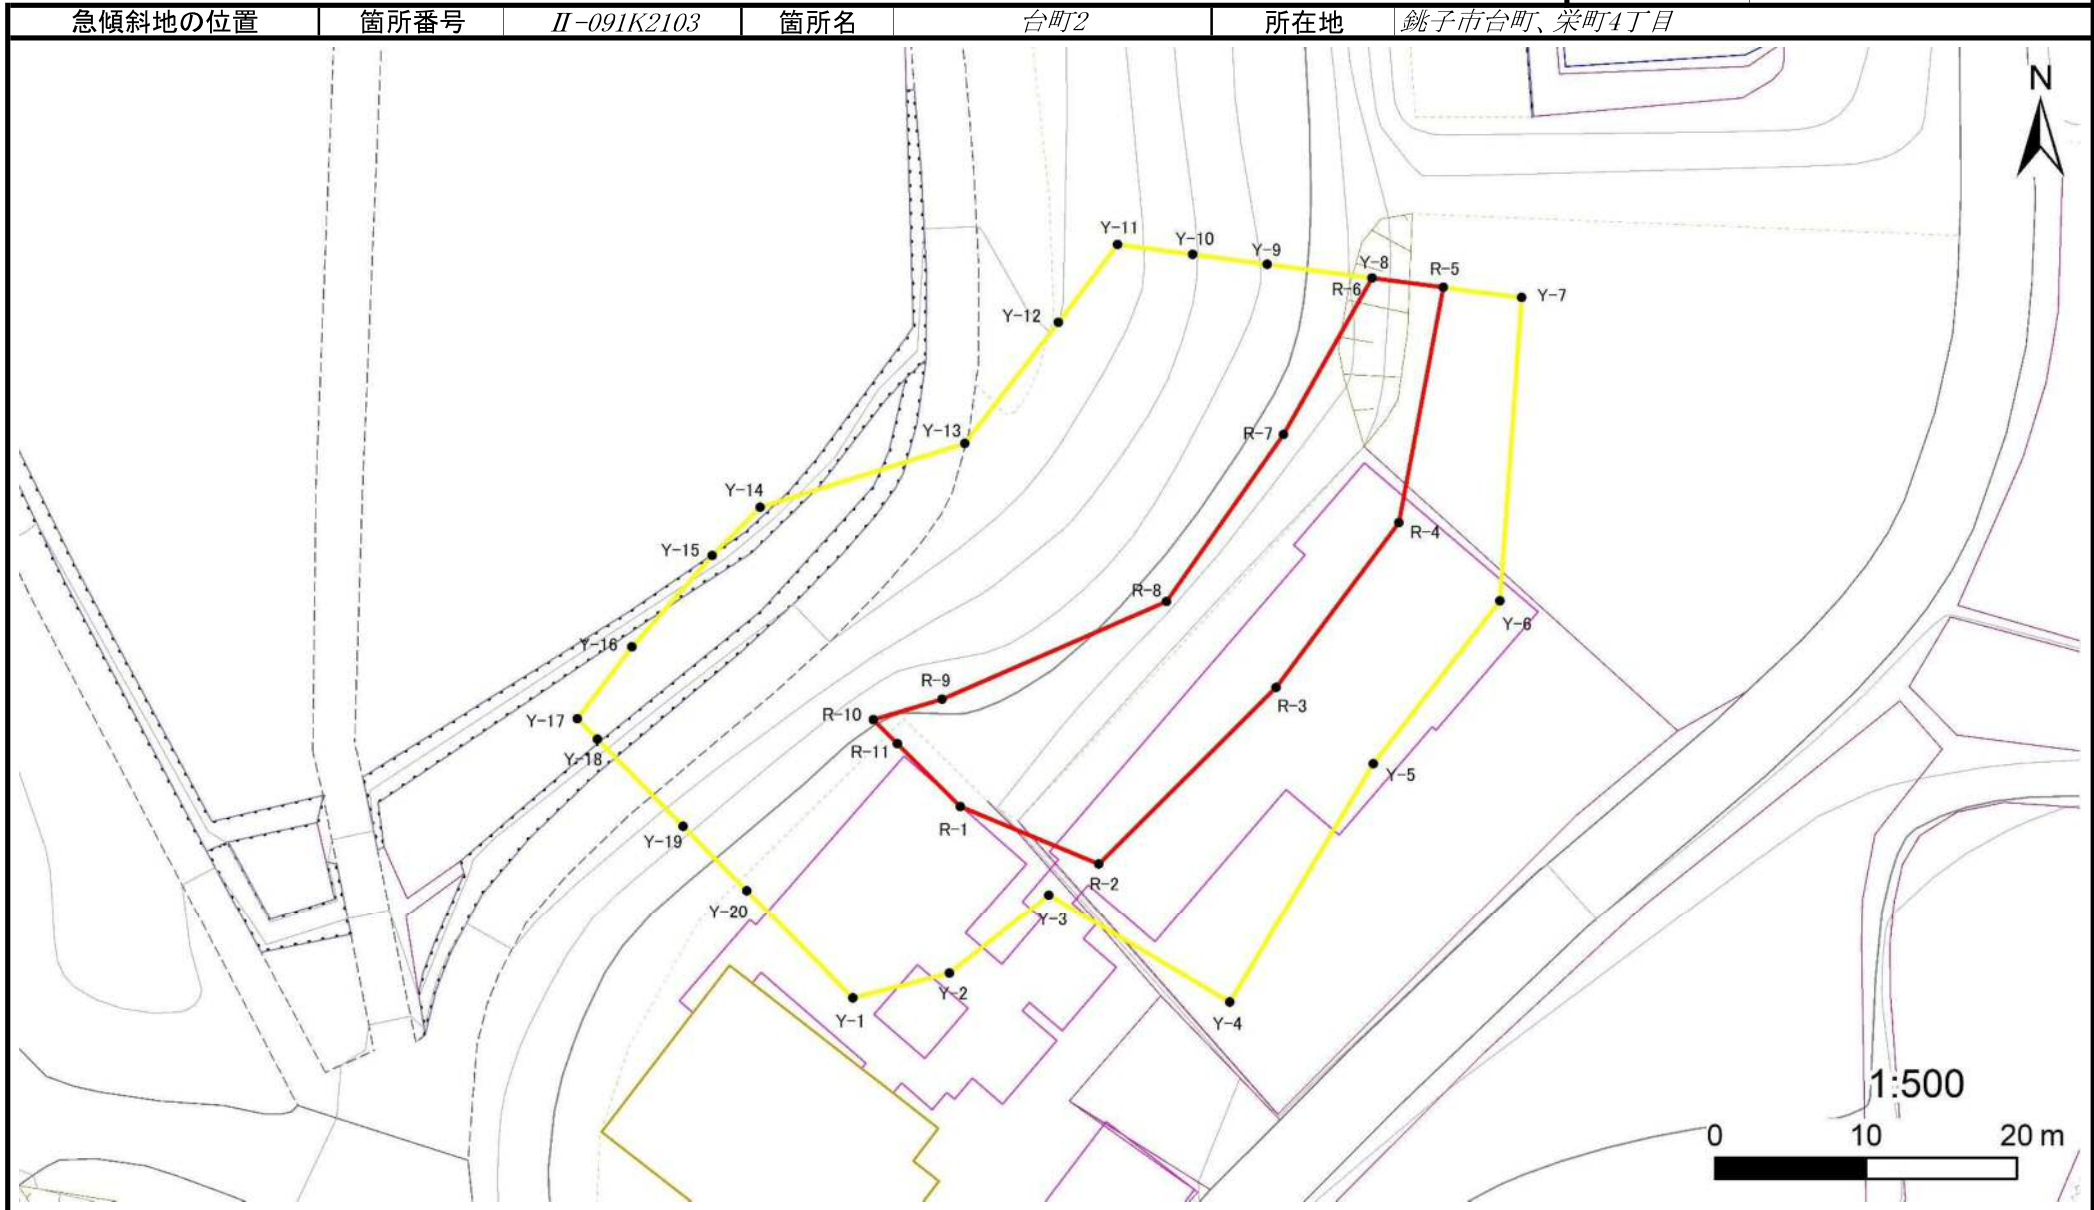 急傾斜地の位置 箇所番号 Ⅱ-091K2103 箇所名 台町2 所在地 銚子市台町、栄町4丁目
N
Y-11
Y-10
Y-9
Y-8
R-5
R-6
Y-7
Y-12
Y-13
R-7
Y-14
R-4
Y-15
R-8
Y-6
Y-16
R-9
R-3
Y-17
R-10
R-11
Y-18
Y-5
R-1
Y-19
R-2
Y-20
Y-3
Y-2
Y-1
Y-4
1:500
0 10 20 m